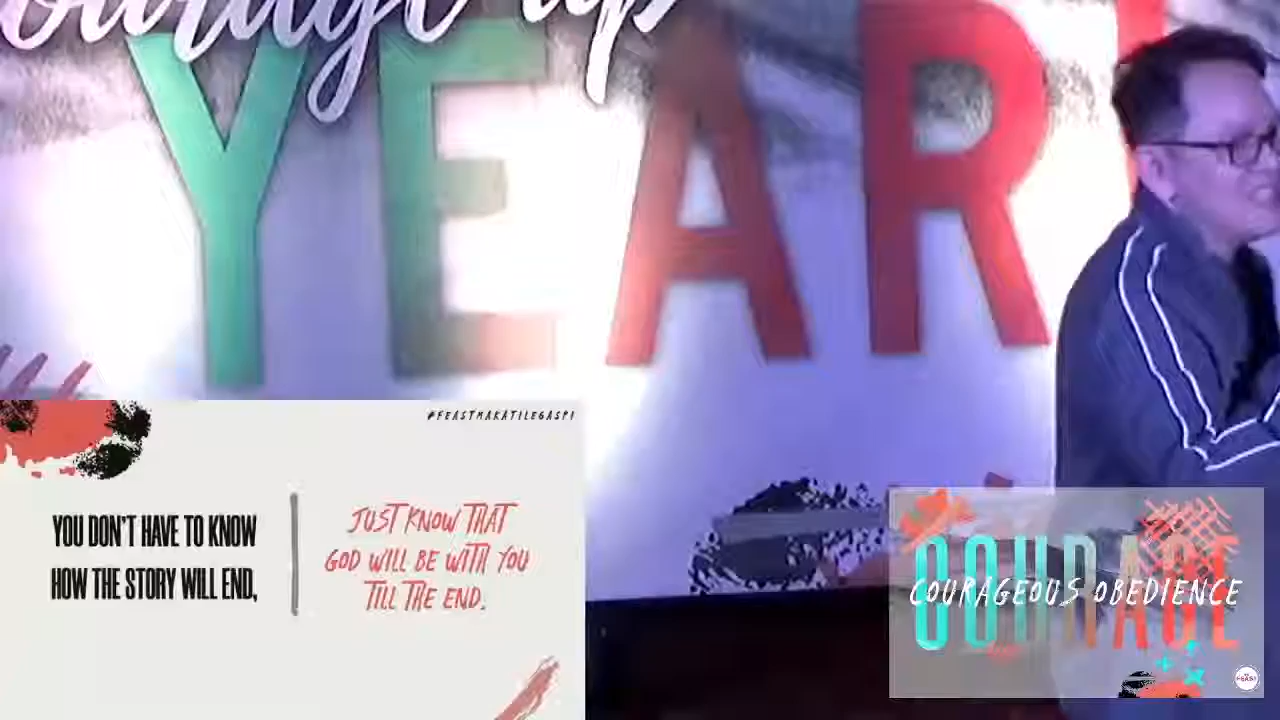 YEAR
#FEASTMAKATILEGASPI
YOU DON'T HAVE TO KNOW
HOW THE STORY WILL END,
JUST KNOW THAT
GOD WILL BE WITH YOU
TILL THE END.
COURAGE
COURAGEOUS OBEDIENCE
FEAST